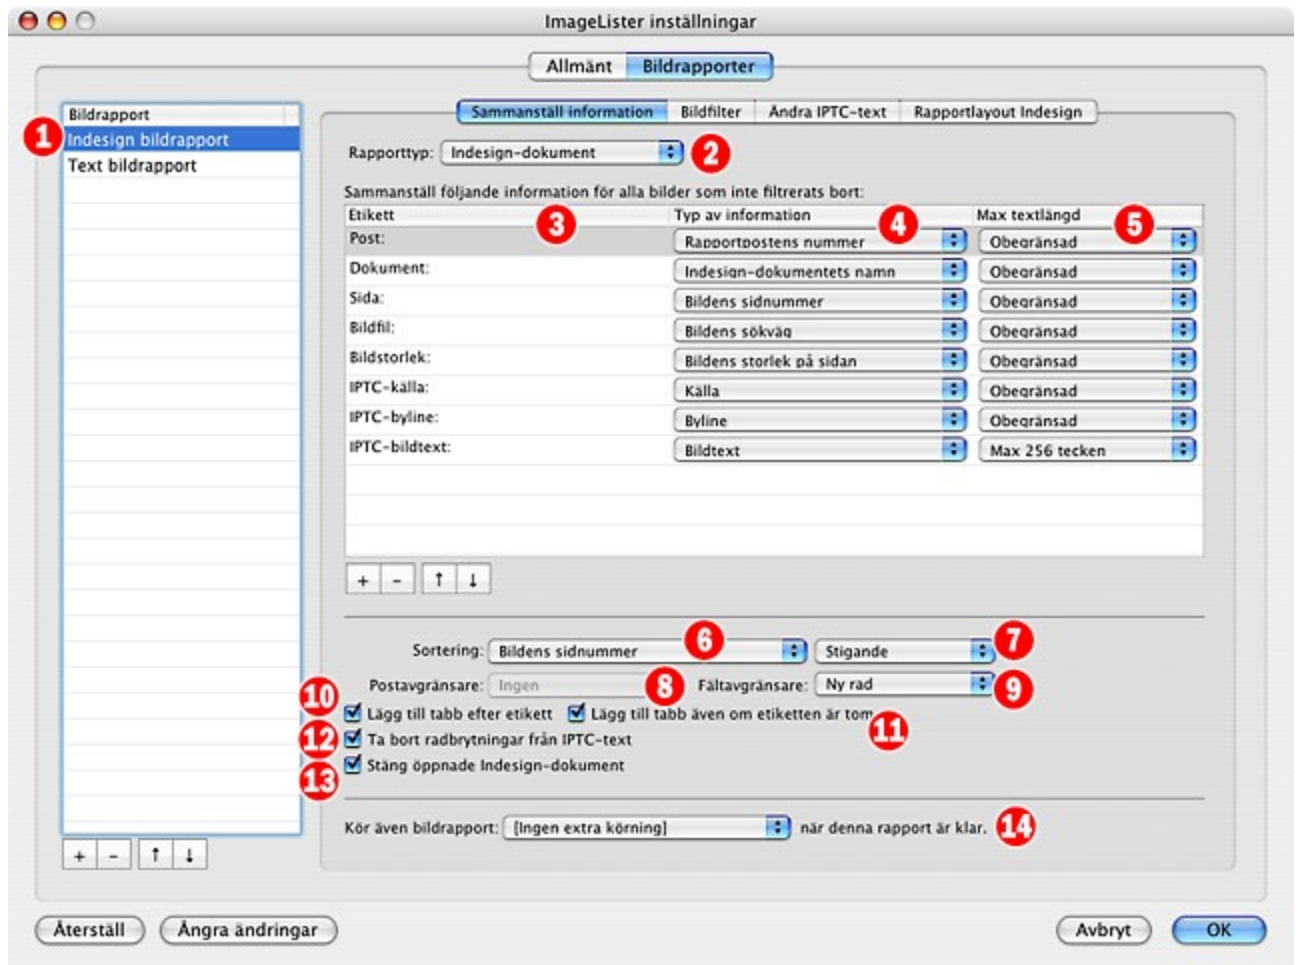 ImageLister inställningar
Allmänt Bildrapporter
Bildrapport
1 Indesign bildrapport
Text bildrapport
Sammanställ information Bildfilter Ändra IPTC-text Rapportlayout Indesign
Rapporttyp: Indesign-dokument 2
Sammanställ följande information för alla bilder som inte filtrerats bort:
Etikett 3 Typ av information 4 Max textlängd 5
Post: Rapportpostens nummer Obegränsad
Dokument: Indesign-dokumentets namn Obegränsad
Sida: Bildens sidnummer Obegränsad
Bildfil: Bildens sökväg Obegränsad
Bildstorlek: Bildens storlek på sidan Obegränsad
IPTC-källa: Källa Obegränsad
IPTC-byline: Byline Obegränsad
IPTC-bildtext: Bildtext Max 256 tecken
+ - ↑ ↓
Sortering: Bildens sidnummer 6 Stigande 7
Postavgränsare: Ingen 8 Fältavgränsare: Ny rad 9
10 Lägg till tabb efter etikett Lägg till tabb även om etiketten är tom 11
12 Ta bort radbrytningar från IPTC-text
13 Stäng öppnade Indesign-dokument
Kör även bildrapport: [Ingen extra körning] när denna rapport är klar. 14
+ - ↑ ↓
Återställ Ångra ändringar Avbryt OK